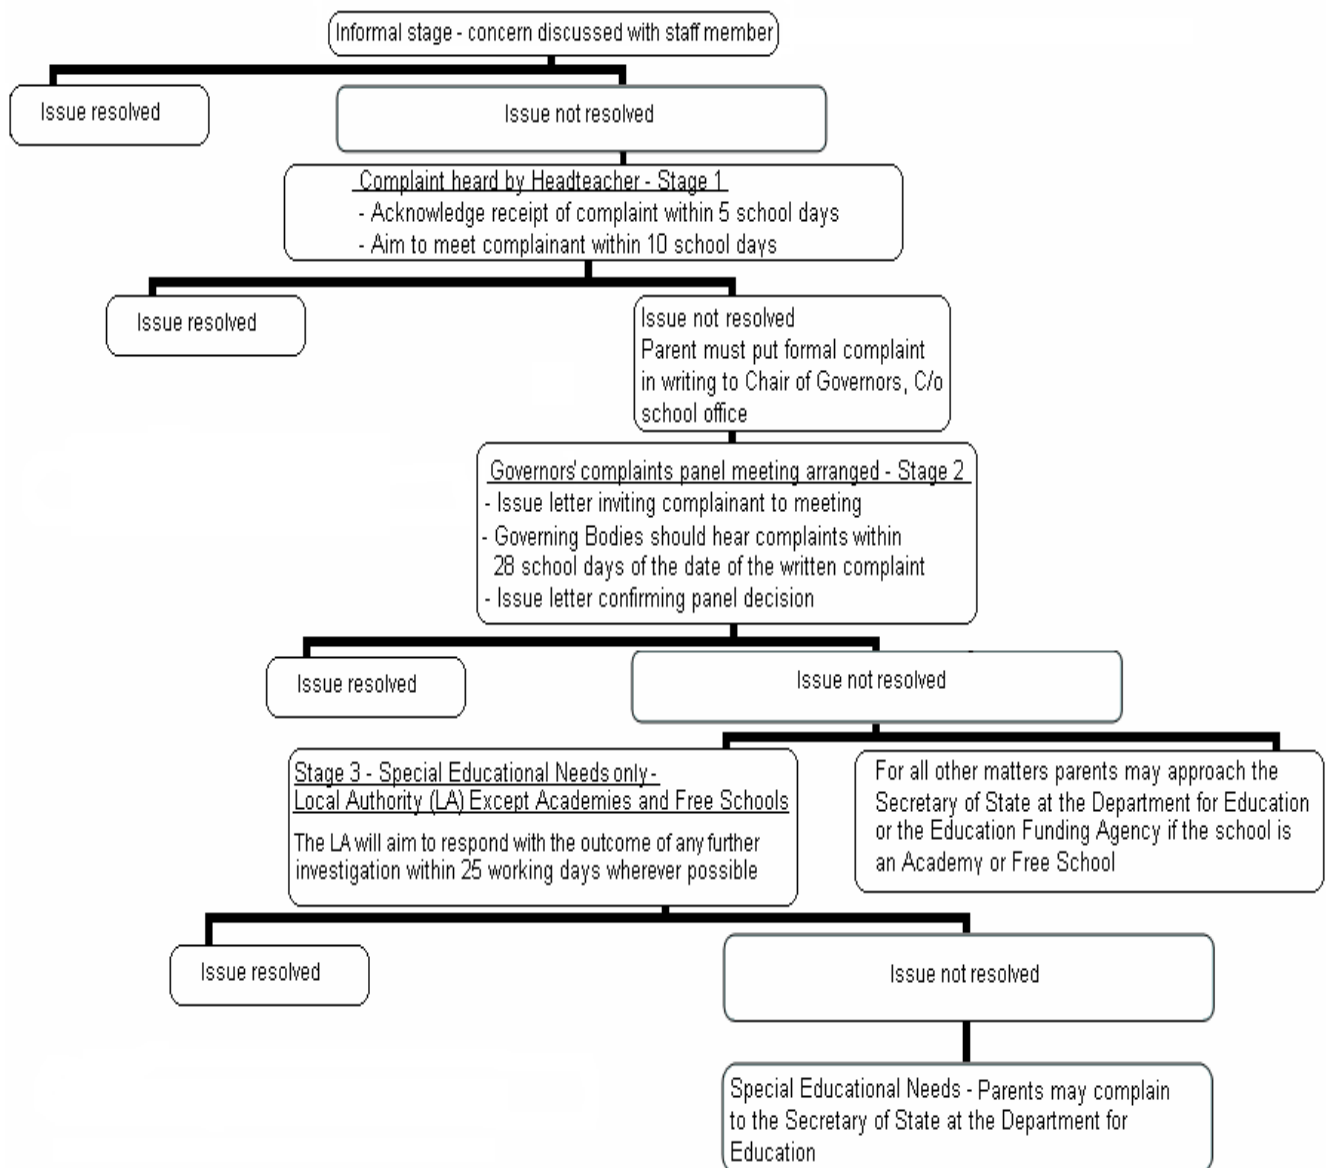 Informal stage - concern discussed with staff member
Issue resolved
Issue not resolved
Complaint heard by Headteacher - Stage 1
- Acknowledge receipt of complaint within 5 school days
- Aim to meet complainant within 10 school days
Issue resolved
Issue not resolved
Parent must put formal complaint
in writing to Chair of Governors, C/o
school office
Governors' complaints panel meeting arranged - Stage 2
- Issue letter inviting complainant to meeting
- Governing Bodies should hear complaints within
28 school days of the date of the written complaint
- Issue letter confirming panel decision
Issue resolved
Issue not resolved
Stage 3 - Special Educational Needs only -
Local Authority (LA) Except Academies and Free Schools
The LA will aim to respond with the outcome of any further
investigation within 25 working days wherever possible
For all other matters parents may approach the
Secretary of State at the Department for Education
or the Education Funding Agency if the school is
an Academy or Free School
Issue resolved
Issue not resolved
Special Educational Needs - Parents may complain
to the Secretary of State at the Department for
Education